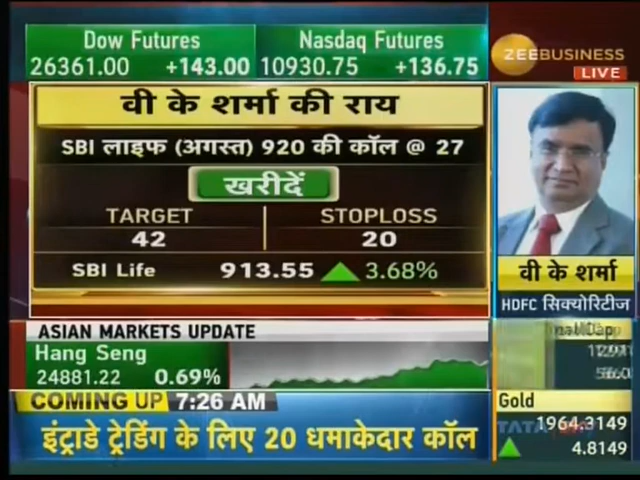 Dow Futures
26361.00 +143.00
Nasdaq Futures
10930.75 +136.75
ZEEBUSINESS
LIVE
वी के शर्मा की राय
SBI लाइफ (अगस्त) 920 की कॉल @ 27
खरीदें
TARGET
42
STOPLOSS
20
SBI Life 913.55 3.68%
वी के शर्मा
HDFC सिक्योरिटीज
ASIAN MARKETS UPDATE
Hang Seng
24881.22 0.69%
Gold
1964.3149
4.8149
COMING UP 7:26 AM
इंट्राडे ट्रेडिंग के लिए 20 धमाकेदार कॉल